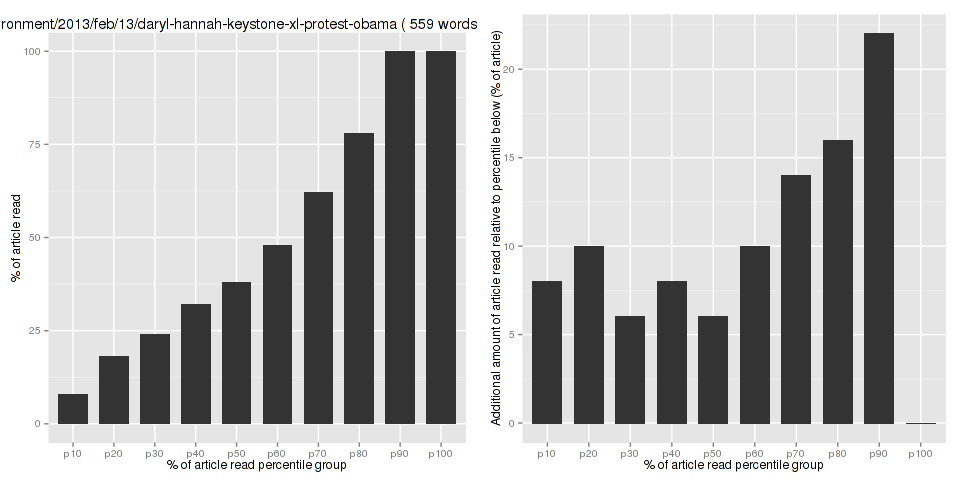 ronment/2013/feb/13/daryl-hannah-keystone-xl-protest-obama ( 559 words
% of article read
100
75
50
25
0
p10 p20 p30 p40 p50 p60 p70 p80 p90 p100
% of article read percentile group
Additional amount of article read relative to percentile below (% of article)
20
15
10
5
0
p10 p20 p30 p40 p50 p60 p70 p80 p90 p100
% of article read percentile group